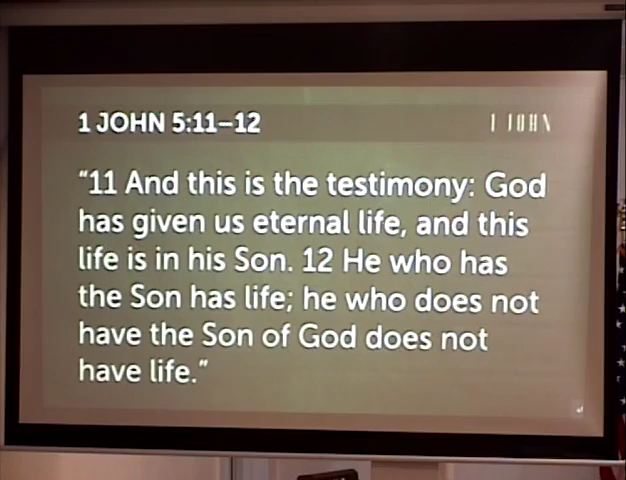 1 JOHN 5:11–12
1 JOHN
“11 And this is the testimony: God
has given us eternal life, and this
life is in his Son. 12 He who has
the Son has life; he who does not
have the Son of God does not
have life.”